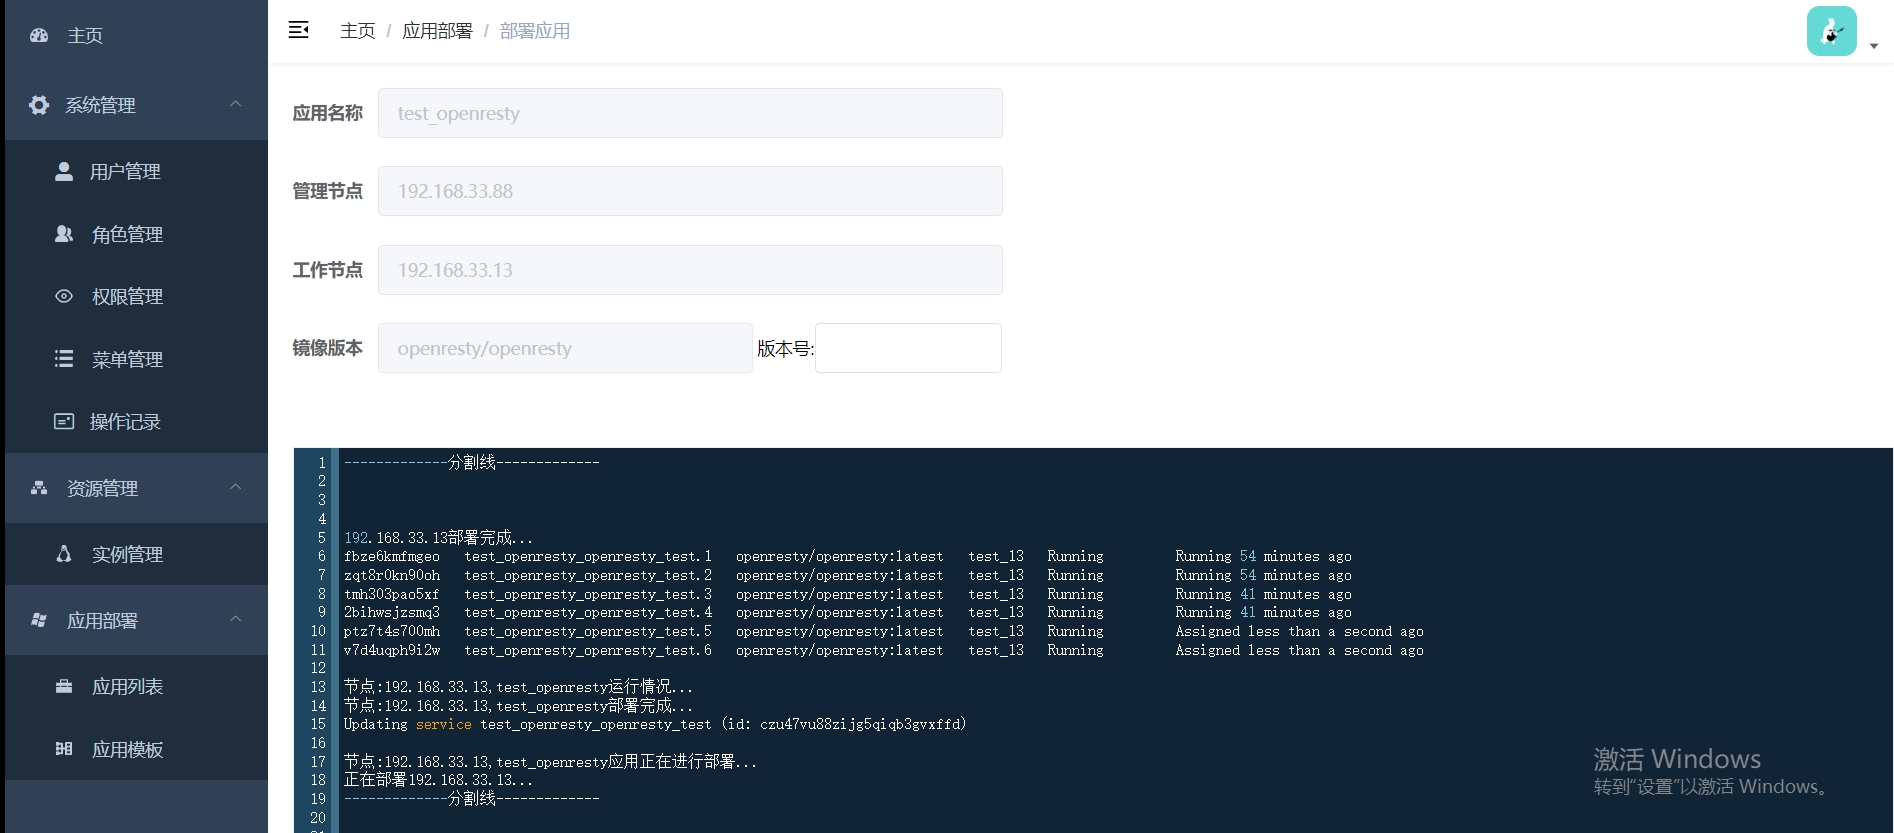 主页
系统管理
用户管理
角色管理
权限管理
菜单管理
操作记录
资源管理
实例管理
应用部署
应用列表
应用模板
主页 / 应用部署 / 部署应用
应用名称 test_openresty
管理节点 192.168.33.88
工作节点 192.168.33.13
镜像版本 openresty/openresty 版本号:
1 -------------分割线-------------
2
3
4
5 192.168.33.13部署完成...
6 fbze6kmfmgeo test_openresty_openresty_test.1 openresty/openresty:latest test_13 Running Running 54 minutes ago
7 zqt8r0kn90oh test_openresty_openresty_test.2 openresty/openresty:latest test_13 Running Running 54 minutes ago
8 tmh303pao5xf test_openresty_openresty_test.3 openresty/openresty:latest test_13 Running Running 41 minutes ago
9 2bihwsjzsmq3 test_openresty_openresty_test.4 openresty/openresty:latest test_13 Running Running 41 minutes ago
10 ptz7t4s700mh test_openresty_openresty_test.5 openresty/openresty:latest test_13 Running Assigned less than a second ago
11 v7d4uqph9i2w test_openresty_openresty_test.6 openresty/openresty:latest test_13 Running Assigned less than a second ago
12
13 节点:192.168.33.13,test_openresty运行情况...
14 节点:192.168.33.13,test_openresty部署完成...
15 Updating service test_openresty_openresty_test (id: czu47vu88zijg5qiqb3gvxffd)
16
17 节点:192.168.33.13,test_openresty应用正在进行部署...
18 正在部署192.168.33.13...
19 -------------分割线-------------
20
激活 Windows
转到“设置”以激活 Windows。